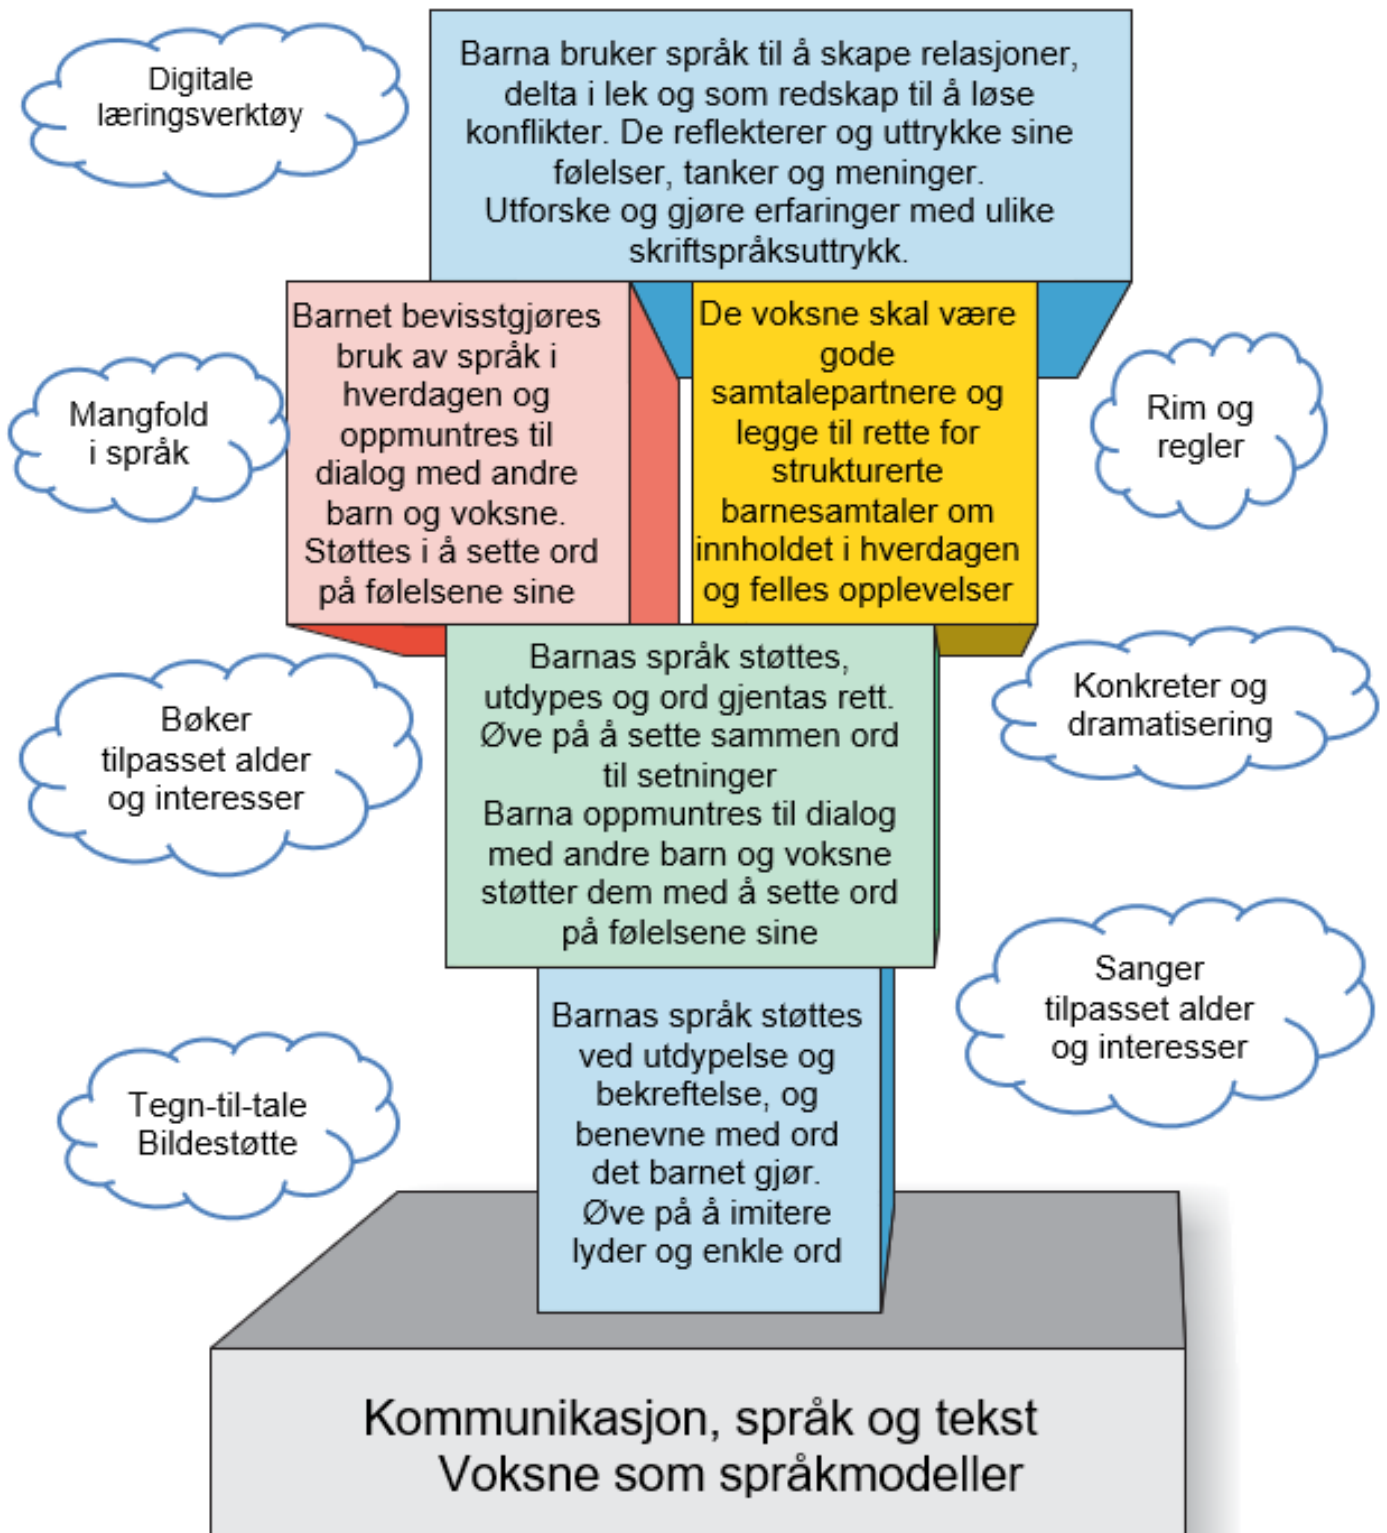 Digitale
læringsverktøy
Barna bruker språk til å skape relasjoner,
delta i lek og som redskap til å løse
konflikter. De reflekterer og uttrykke sine
følelser, tanker og meninger.
Utforske og gjøre erfaringer med ulike
skriftspråksuttrykk.
Mangfold
i språk
Barnet bevisstgjøres
bruk av språk i
hverdagen og
oppmuntres til
dialog med andre
barn og voksne.
Støttes i å sette ord
på følelsene sine
De voksne skal være
gode
samtalepartnere og
legge til rette for
strukturerte
barnesamtaler om
innholdet i hverdagen
og felles opplevelser
Rim og
regler
Bøker
tilpasset alder
og interesser
Barnas språk støttes,
utdypes og ord gjentas rett.
Øve på å sette sammen ord
til setninger
Barna oppmuntres til dialog
med andre barn og voksne
støtter dem med å sette ord
på følelsene sine
Konkreter og
dramatisering
Sanger
tilpasset alder
og interesser
Tegn-til-tale
Bildestøtte
Barnas språk støttes
ved utdypelse og
bekreftelse, og
benevne med ord
det barnet gjør.
Øve på å imitere
lyder og enkle ord
Kommunikasjon, språk og tekst
Voksne som språkmodeller